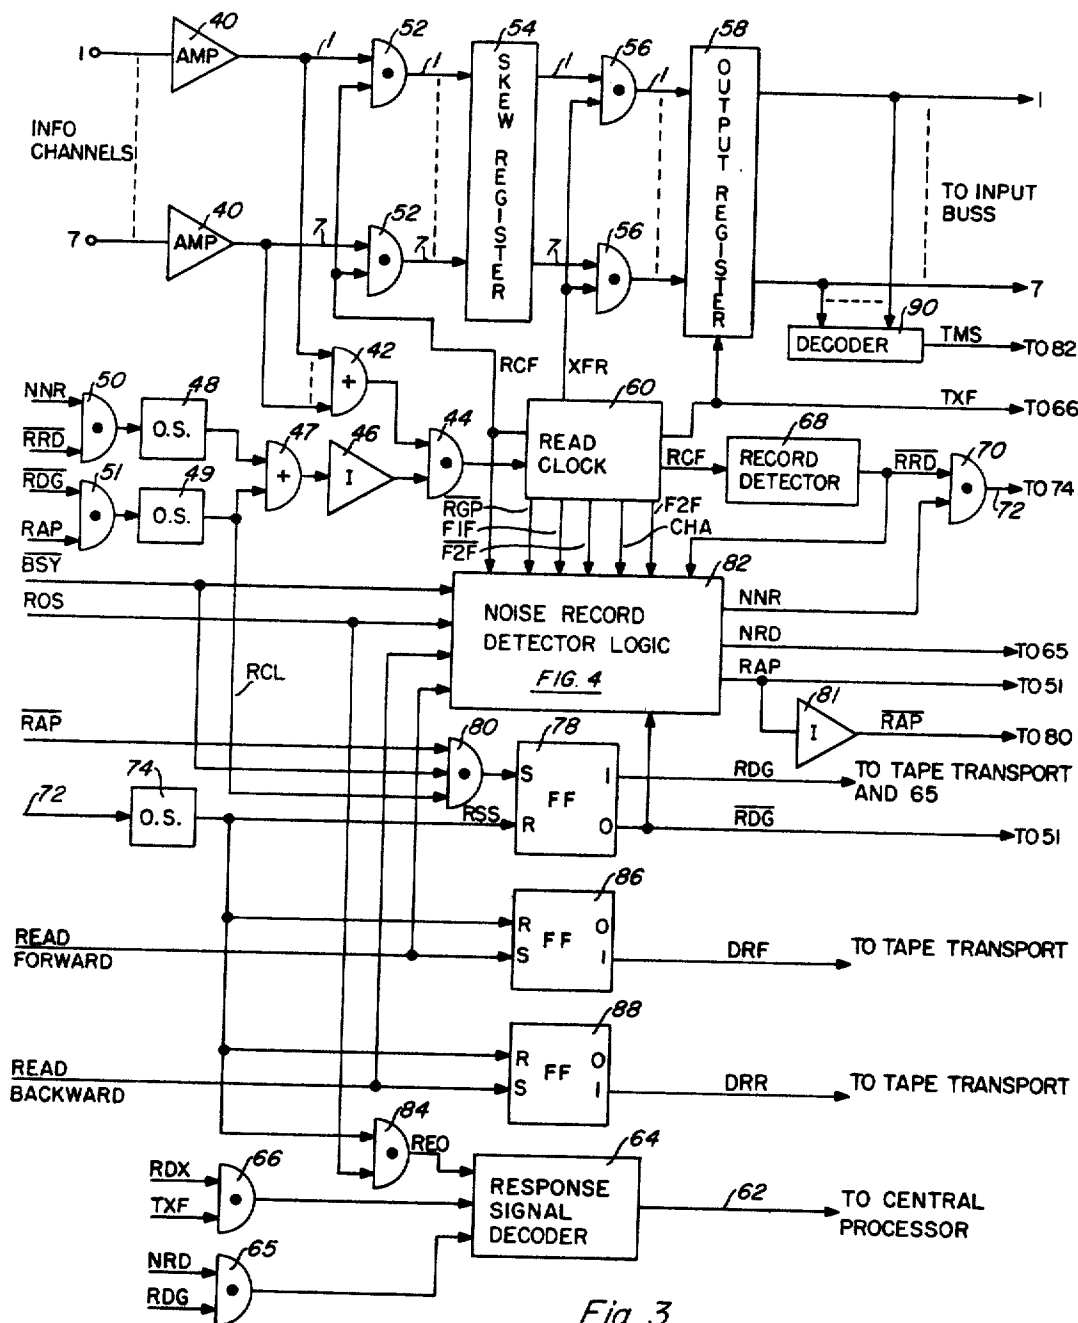 40
52
54
56
58
1
AMP
1
1
SKEW REGISTER
1
1
OUTPUT REGISTER
1
INFO
CHANNELS
TO INPUT
BUSS
40
52
56
7
AMP
7
7
7
7
90
DECODER
TMS
TO 82
42
+
RCF
XFR
NNR
50
48
60
TXF
TO 66
O.S.
47
46
44
READ
CLOCK
68
RRD
RCF
RECORD
DETECTOR
RRD
70
RDG
51
49
+
I
TO 74
72
O.S.
RAP
RGP
F1F
F2F
F2F
CHA
BSY
82
ROS
NOISE RECORD
DETECTOR LOGIC
FIG. 4
NNR
NRD
TO 65
RAP
TO 51
RCL
81
I
RAP
TO 80
RAP
80
78
S
1
RDG
TO TAPE TRANSPORT
AND 65
74
72
O.S.
FF
RSS
R
O
RDG
TO 51
86
R
O
READ
FORWARD
FF
S
1
DRF
TO TAPE TRANSPORT
88
R
O
READ
BACKWARD
FF
S
1
DRR
TO TAPE TRANSPORT
84
REO
64
RDX
66
TXF
RESPONSE
SIGNAL
DECODER
62
TO CENTRAL
PROCESSOR
NRD
65
RDG
Fig. 3